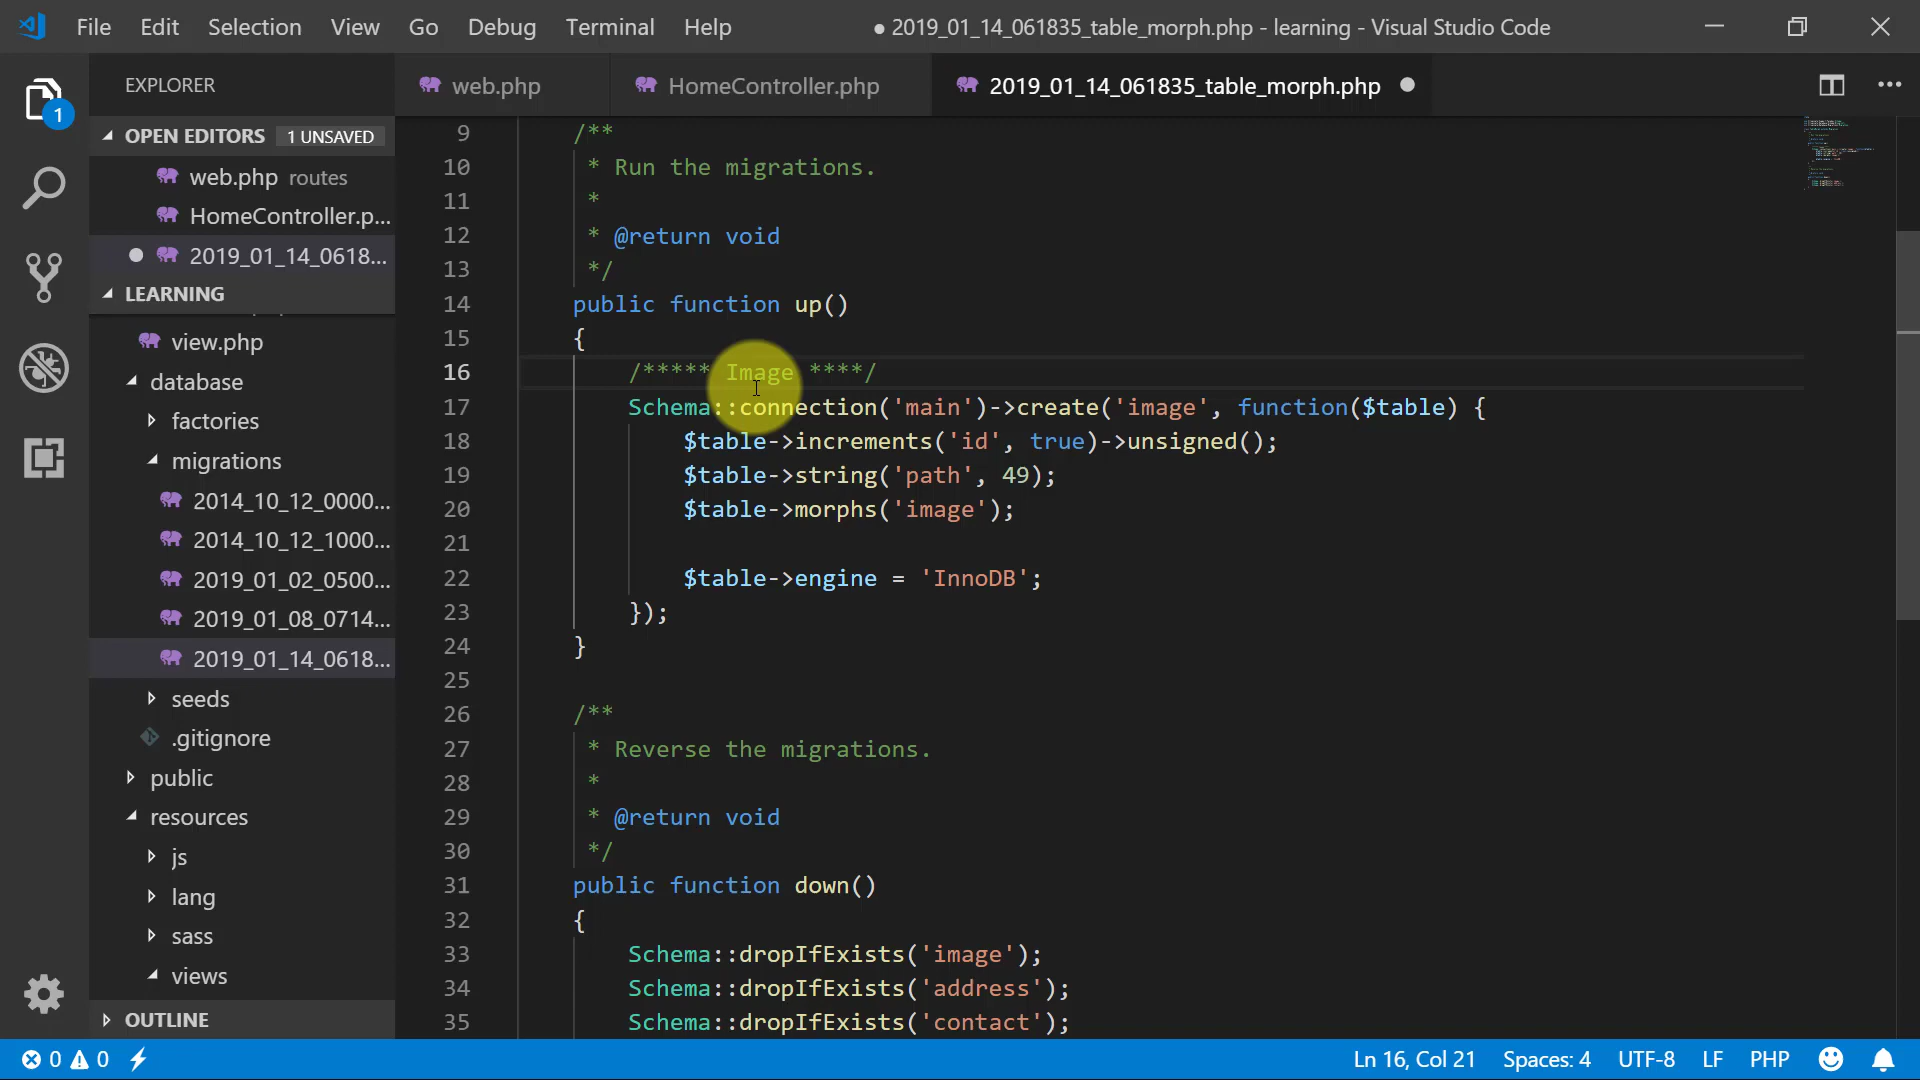 File Edit Selection View Go Debug Terminal Help
● 2019_01_14_061835_table_morph.php - learning - Visual Studio Code
EXPLORER
web.php
HomeController.php
2019_01_14_061835_table_morph.php
1
OPEN EDITORS 1 UNSAVED
web.php routes
HomeController.p...
2019_01_14_0618...
LEARNING
view.php
database
factories
migrations
2014_10_12_0000...
2014_10_12_1000...
2019_01_02_0500...
2019_01_08_0714...
2019_01_14_0618...
seeds
.gitignore
public
resources
js
lang
sass
views
OUTLINE
9 /**
10 * Run the migrations.
11 *
12 * @return void
13 */
14 public function up()
15 {
16 /***** Image ****/
17 Schema::connection('main')->create('image', function($table) {
18 $table->increments('id', true)->unsigned();
19 $table->string('path', 49);
20 $table->morphs('image');
21
22 $table->engine = 'InnoDB';
23 });
24 }
25
26 /**
27 * Reverse the migrations.
28 *
29 * @return void
30 */
31 public function down()
32 {
33 Schema::dropIfExists('image');
34 Schema::dropIfExists('address');
35 Schema::dropIfExists('contact');
0 0
Ln 16, Col 21 Spaces: 4 UTF-8 LF PHP